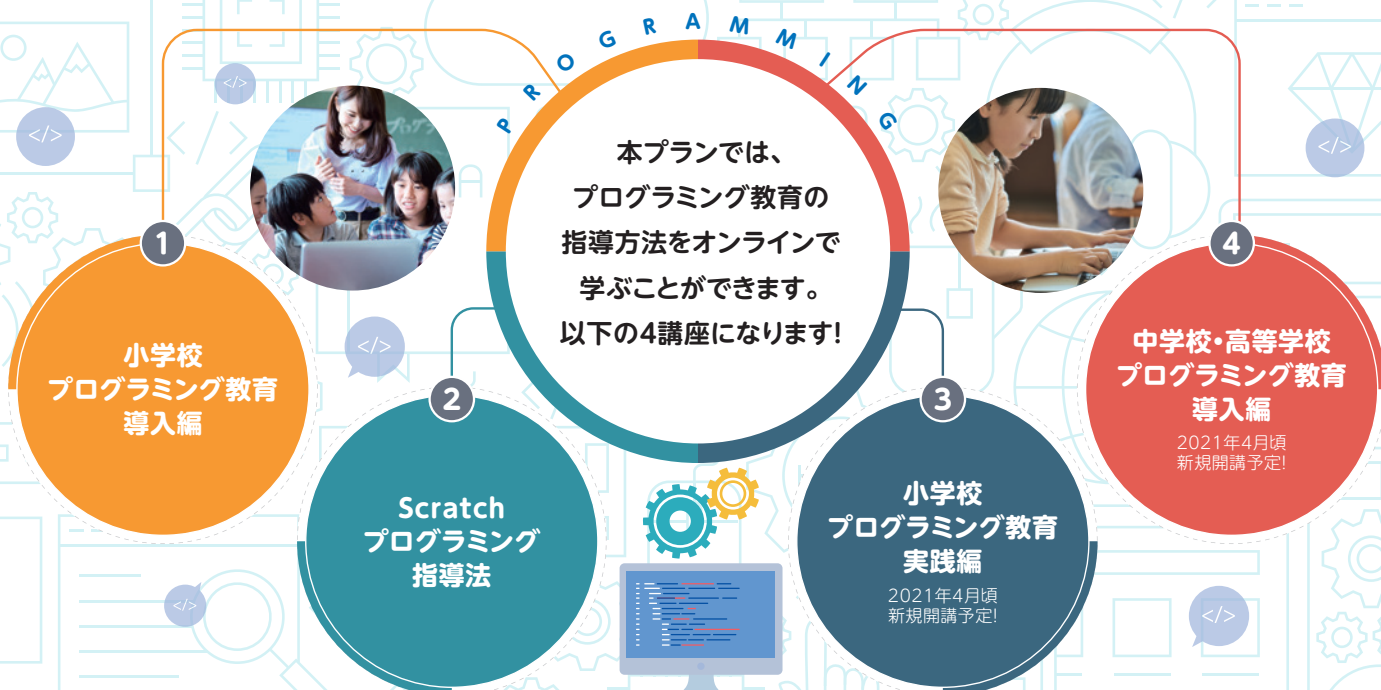 PROGRAMMING
本プランでは、
プログラミング教育の
指導方法をオンラインで
学ぶことができます。
以下の4講座になります!
1
小学校
プログラミング教育
導入編
2
Scratch
プログラミング
指導法
3
小学校
プログラミング教育
実践編
2021年4月頃
新規開講予定!
4
中学校・高等学校
プログラミング教育
導入編
2021年4月頃
新規開講予定!